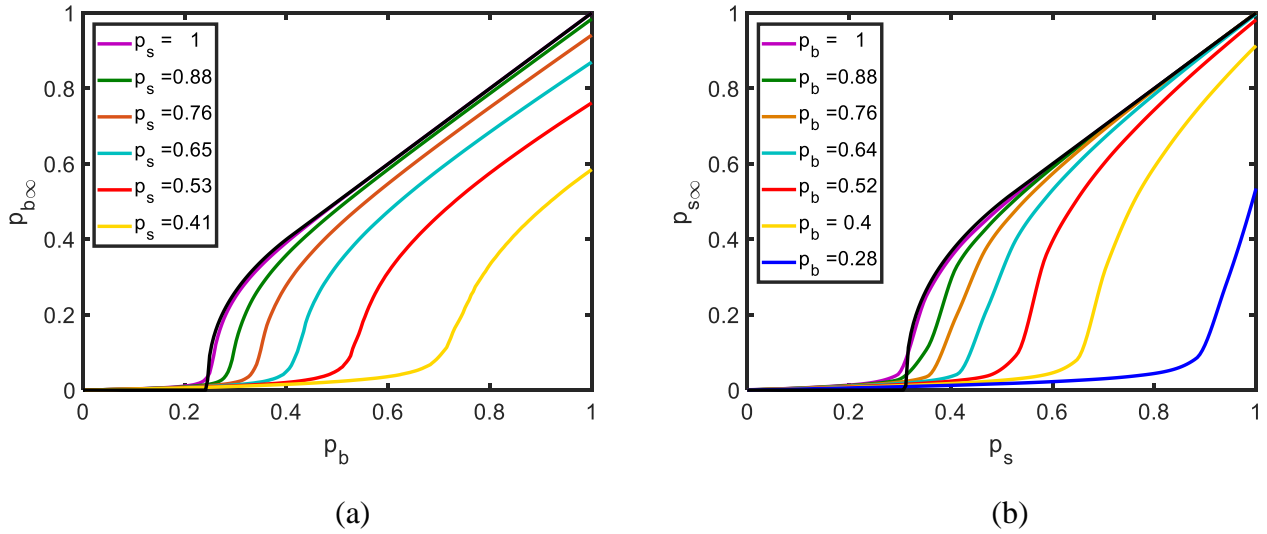 1
0.8
0.6
0.4
0.2
0
p_b∞
p_s = 1
p_s =0.88
p_s =0.76
p_s =0.65
p_s =0.53
p_s =0.41
0 0.2 0.4 0.6 0.8 1
p_b
(a)
1
0.8
0.6
0.4
0.2
0
p_s∞
p_b = 1
p_b =0.88
p_b =0.76
p_b =0.64
p_b =0.52
p_b = 0.4
p_b =0.28
0 0.2 0.4 0.6 0.8 1
p_s
(b)